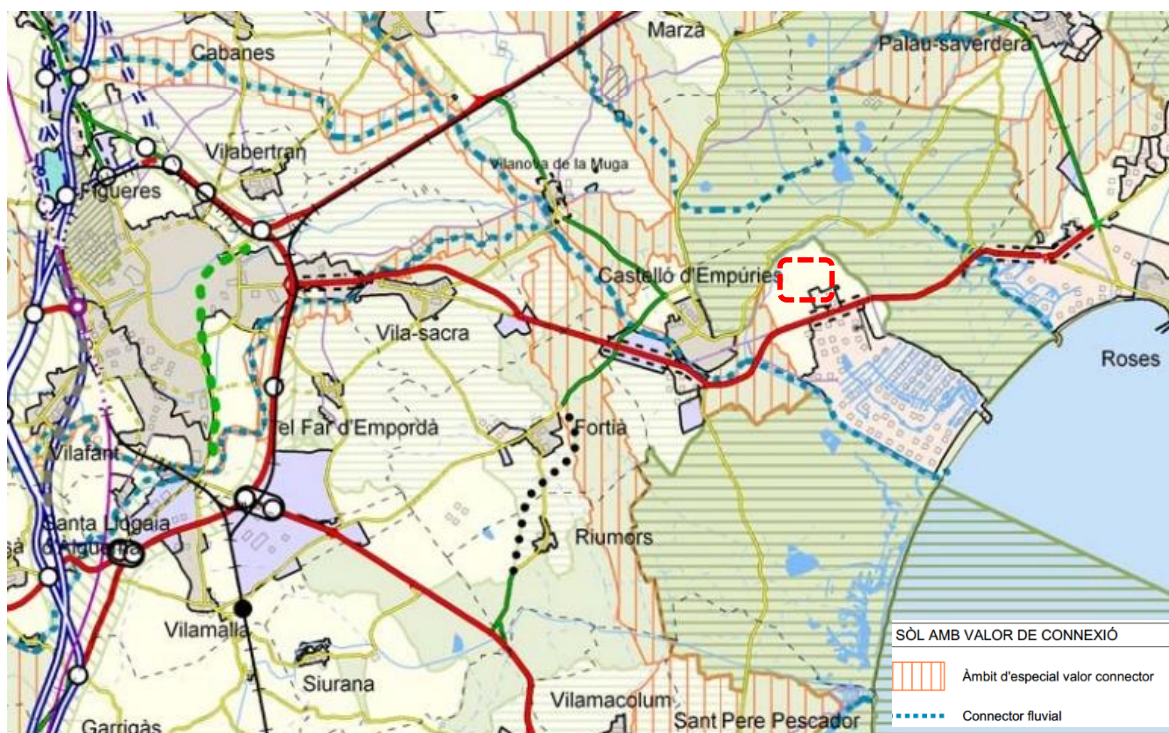 Marzà
Palau-saverdera
Cabanes
Vilabertran
Vilanova de la Muga
Figueres
Castelló d'Empúries
Vila-sacra
Roses
el Far d'Empordà
Fortià
Vilafant
Santa Llogaia
d'Àlguema
Riumors
Vilamalla
SÒL AMB VALOR DE CONNEXIÓ
Àmbit d'especial valor connector
Siurana
Vilamacolum
Sant Pere Pescador
Connector fluvial
Garrigàs